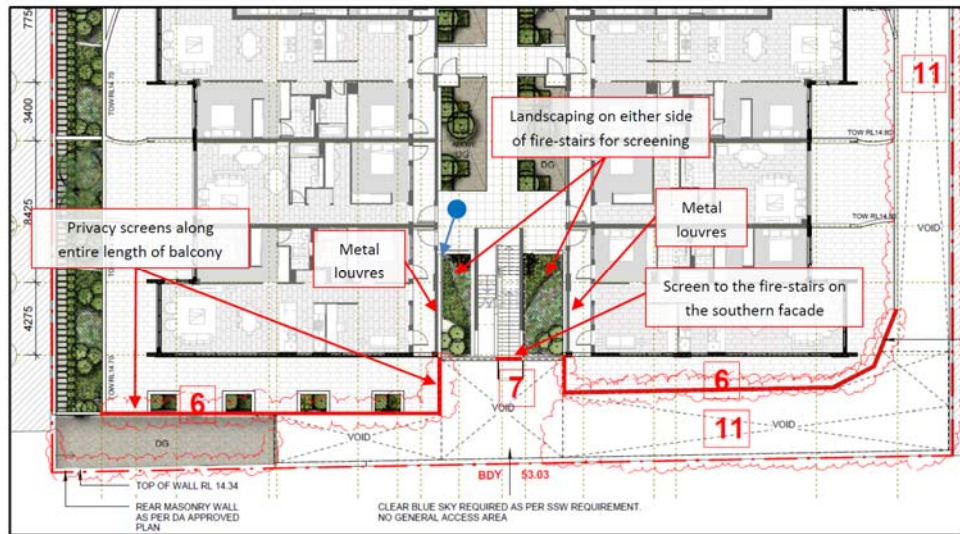 7750
3400
8425
4275
TOW RL14.70
TOW RL14.70
Landscaping on either side
of fire-stairs for screening
11
DG
Metal
louvres
VOID
Privacy screens along
entire length of balcony
Metal
louvres
Screen to the fire-stairs on
the southern facade
6
7
6
VOID
VOID
11
VOID
DG
BDY 53.03
TOP OF WALL RL 14.34
REAR MASONRY WALL
AS PER DA APPROVED
PLAN
CLEAR BLUE SKY REQUIRED AS PER SSW REQUIREMENT.
NO GENERAL ACCESS AREA